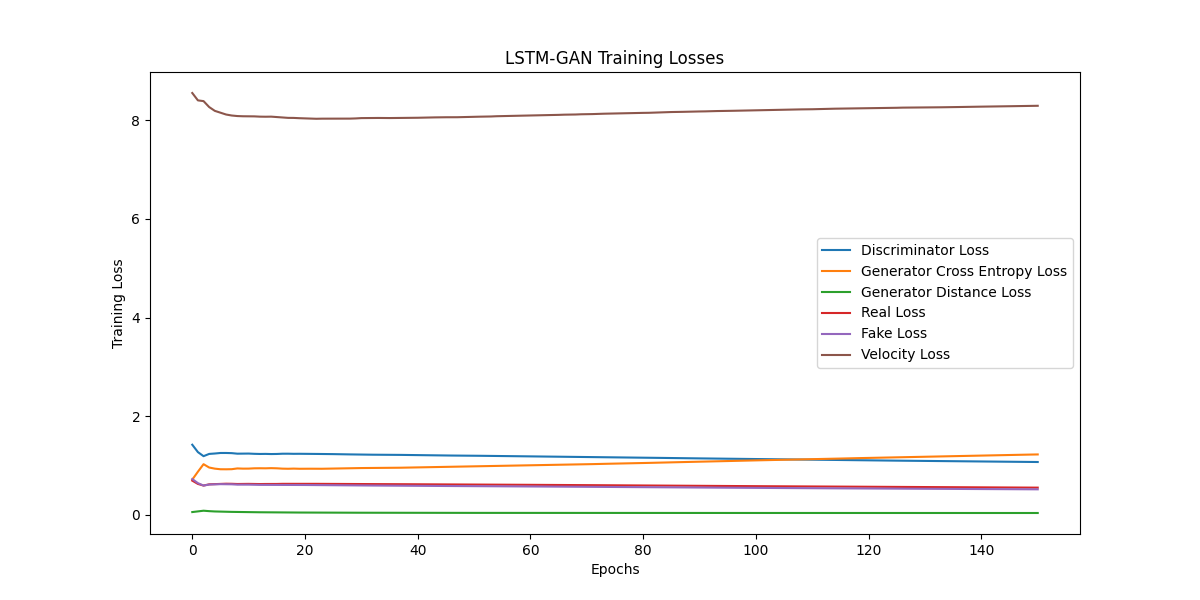 LSTM-GAN Training Losses
Training Loss
8
6
4
2
0
Discriminator Loss
Generator Cross Entropy Loss
Generator Distance Loss
Real Loss
Fake Loss
Velocity Loss
0 20 40 60 80 100 120 140
Epochs